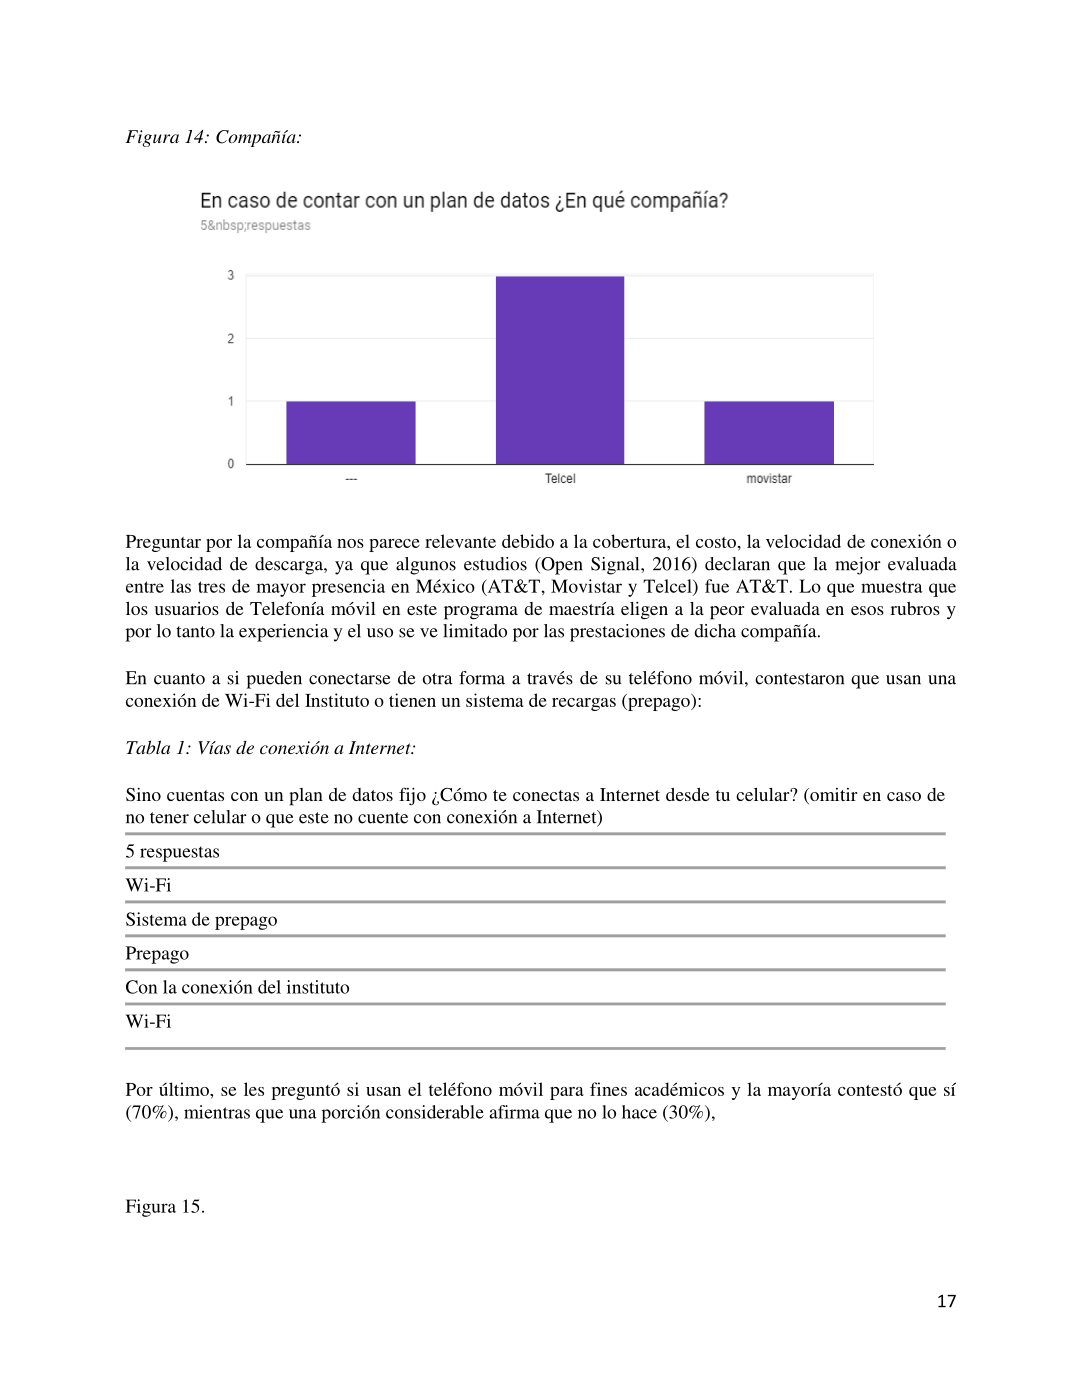 Figura 14: Compañía:
En caso de contar con un plan de datos ¿En qué compañía?
5&nbsp;respuestas
3
2
1
0
---
Telcel
movistar
Preguntar por la compañía nos parece relevante debido a la cobertura, el costo, la velocidad de conexión o
la velocidad de descarga, ya que algunos estudios (Open Signal, 2016) declaran que la mejor evaluada
entre las tres de mayor presencia en México (AT&T, Movistar y Telcel) fue AT&T. Lo que muestra que
los usuarios de Telefonía móvil en este programa de maestría eligen a la peor evaluada en esos rubros y
por lo tanto la experiencia y el uso se ve limitado por las prestaciones de dicha compañía.
En cuanto a si pueden conectarse de otra forma a través de su teléfono móvil, contestaron que usan una
conexión de Wi-Fi del Instituto o tienen un sistema de recargas (prepago):
Tabla 1: Vías de conexión a Internet:
Sino cuentas con un plan de datos fijo ¿Cómo te conectas a Internet desde tu celular? (omitir en caso de
no tener celular o que este no cuente con conexión a Internet)
5 respuestas
Wi-Fi
Sistema de prepago
Prepago
Con la conexión del instituto
Wi-Fi
Por último, se les preguntó si usan el teléfono móvil para fines académicos y la mayoría contestó que sí
(70%), mientras que una porción considerable afirma que no lo hace (30%),
Figura 15.
17